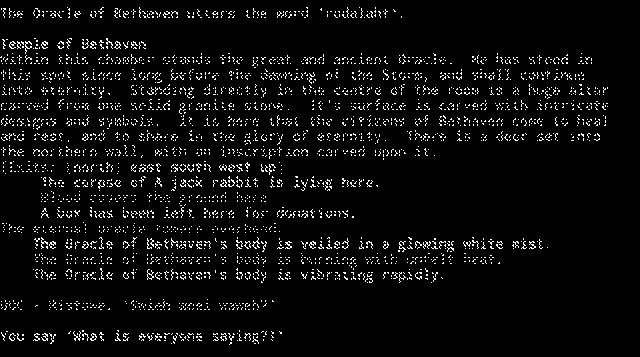 The Oracle of Bethaven utters the word 'rudalaht'.
Temple of Bethaven
Within this chamber stands the great and ancient Oracle. He has stood in
this spot since long before the dawning of the Storm, and shall continue
into eternity. Standing directly in the centre of the room is a huge altar
carved from one solid granite stone. It's surface is carved with intricate
designs and symbols. It is here that the citizens of Bethaven come to heal
and rest, and to share in the glory of eternity. There is a door set into
the northern wall, with an inscription carved upon it.
[Exits: [north] east south west up]
The corpse of A jack rabbit is lying here.
Blood covers the ground here
A box has been left here for donations.
The eternal oracle towers overhead.
The Oracle of Bethaven's body is veiled in a glowing white mist.
The Oracle of Bethaven's body is burning with unfelt heat.
The Oracle of Bethaven's body is vibrating rapidly.
OOC -
You say 'What is everyone saying?!'